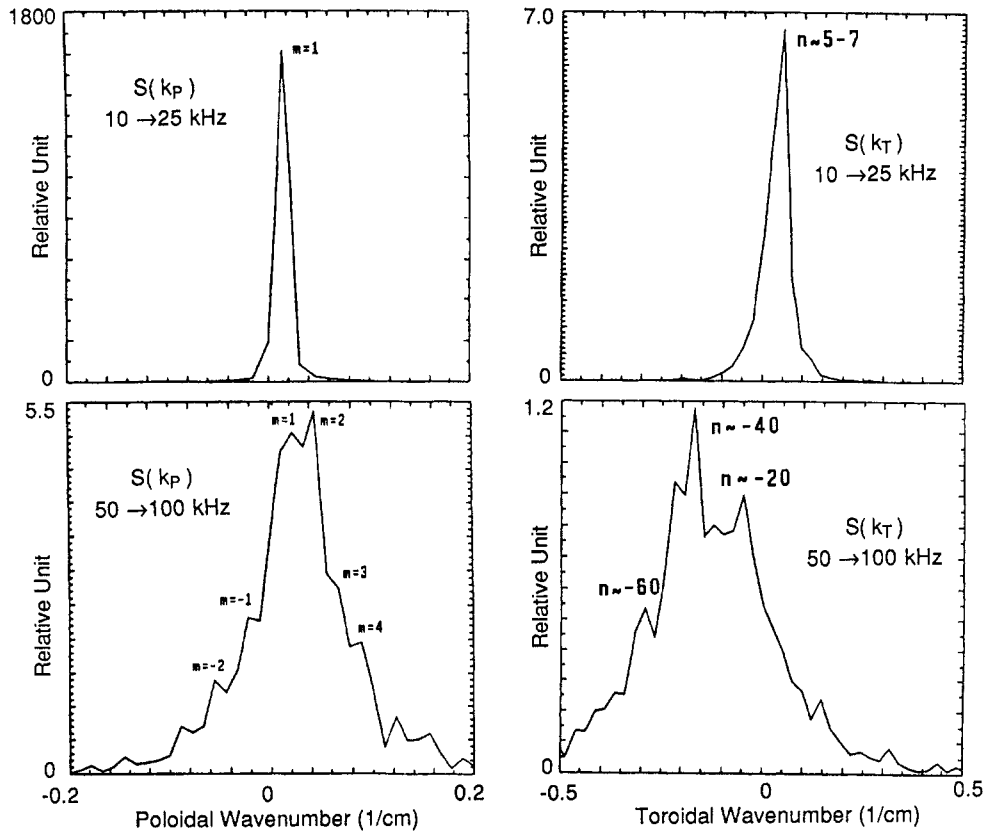 1800
m=1
S(kP)
10 →25 kHz
Relative Unit
0
7.0
n~5-7
S(kT)
10 →25 kHz
Relative Unit
0
5.5
m=1
m=2
S(kP)
50 →100 kHz
m=3
m=-1
m=4
m=-2
Relative Unit
0
-0.2
0
0.2
Poloidal Wavenumber (1/cm)
1.2
n~-40
n~-20
S(kT)
50 →100 kHz
n~-60
Relative Unit
0
-0.5
0
0.5
Toroidal Wavenumber (1/cm)